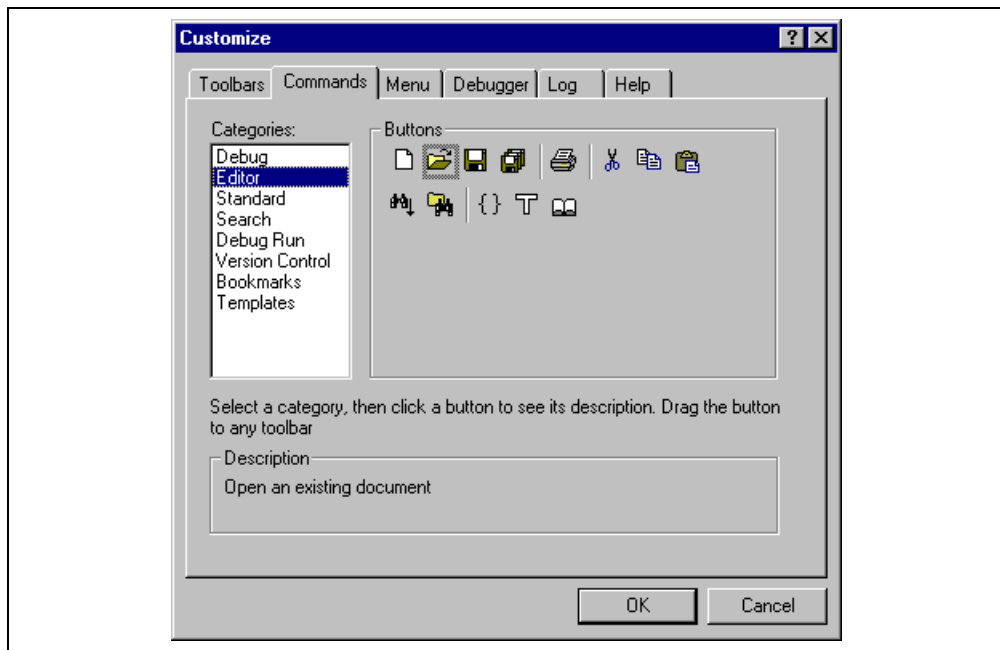 Customize
Toolbars Commands Menu Debugger Log Help
Categories:
Debug
Editor
Standard
Search
Debug Run
Version Control
Bookmarks
Templates
Buttons
{} T
Select a category, then click a button to see its description. Drag the button
to any toolbar
Description
Open an existing document
OK Cancel